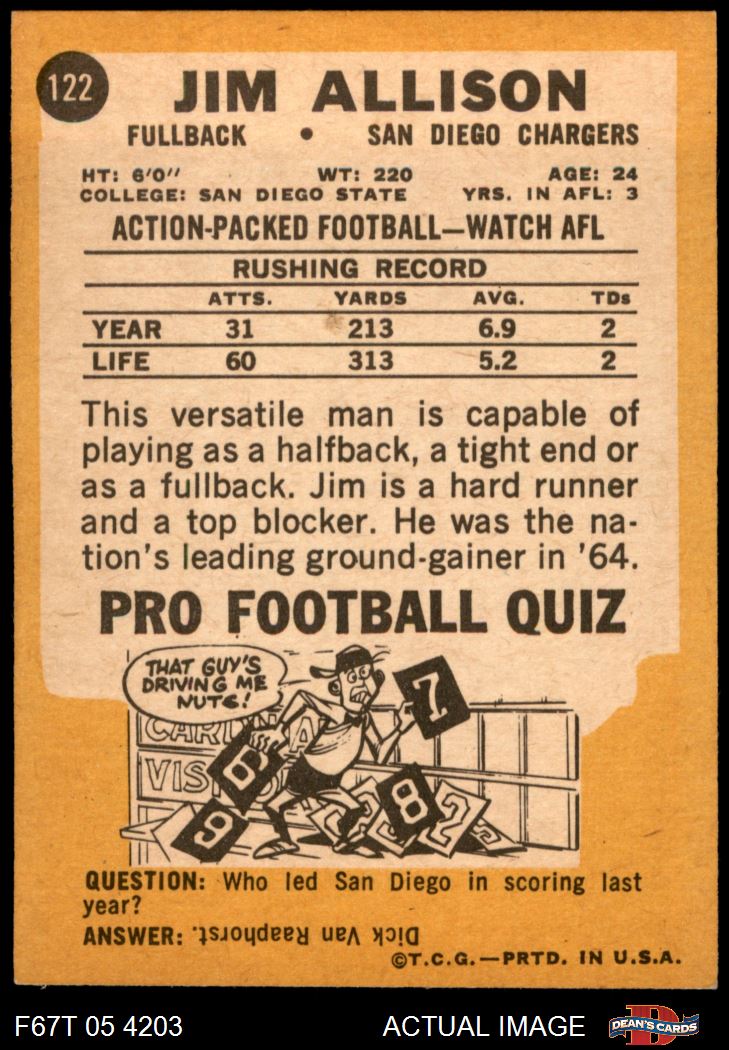 122
JIM ALLISON
FULLBACK • SAN DIEGO CHARGERS
HT: 6'0" WT: 220 AGE: 24
COLLEGE: SAN DIEGO STATE YRS. IN AFL: 3
ACTION-PACKED FOOTBALL—WATCH AFL
RUSHING RECORD
ATTS. YARDS AVG. TDs
YEAR 31 213 6.9 2
LIFE 60 313 5.2 2
This versatile man is capable of
playing as a halfback, a tight end or
as a fullback. Jim is a hard runner
and a top blocker. He was the na-
tion's leading ground-gainer in '64.
PRO FOOTBALL QUIZ
THAT GUY'S
DRIVING ME
NUTS!
7
9
6
8
2
VIS
QUESTION: Who led San Diego in scoring last
year?
ANSWER: Dick Van Raaphorst.
©T.C.G.—PRTD. IN U.S.A.
F67T 05 4203 ACTUAL IMAGE D DEAN'S CARDS